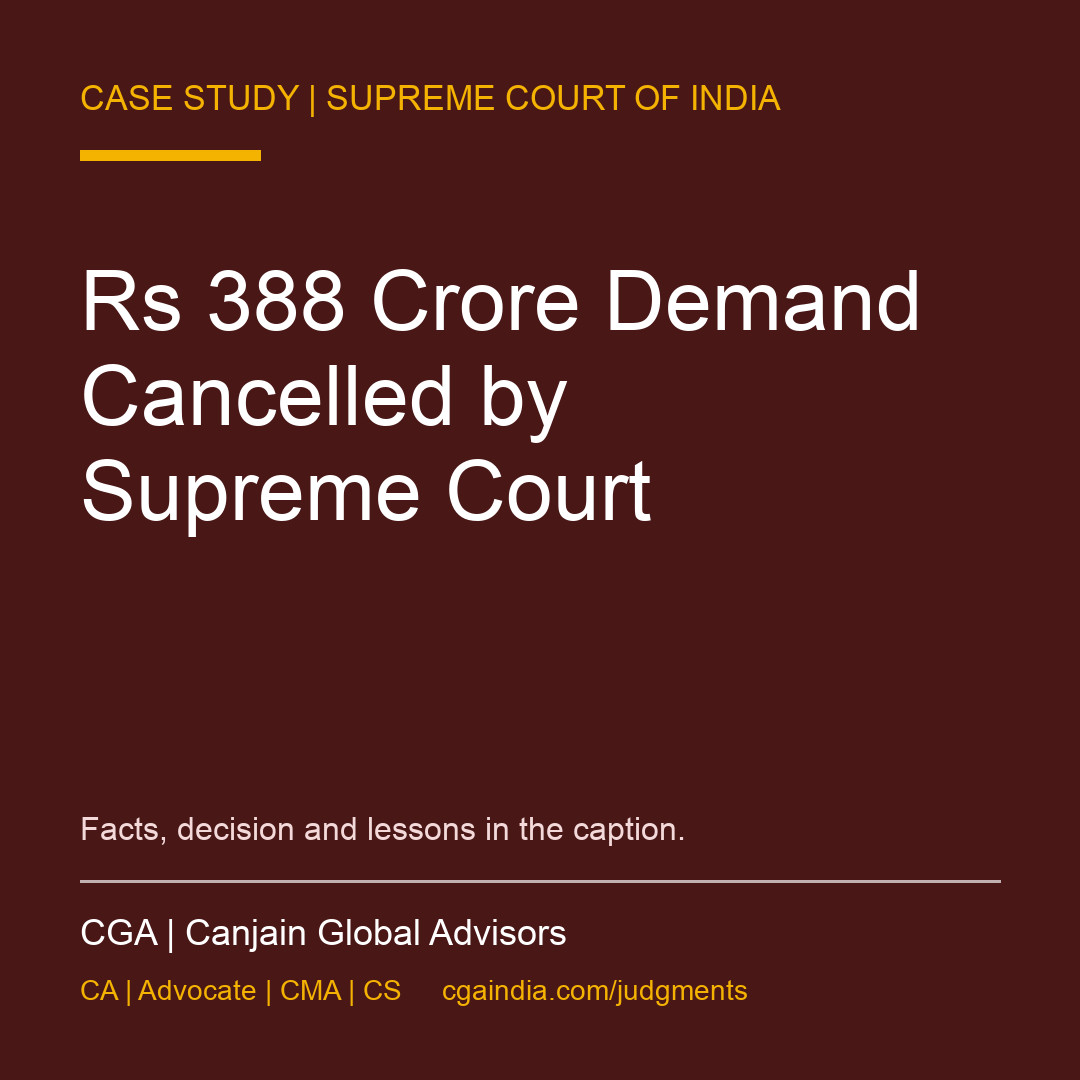 CASE STUDY | SUPREME COURT OF INDIA
Rs 388 Crore Demand
Cancelled by
Supreme Court
Facts, decision and lessons in the caption.
CGA | Canjain Global Advisors
CA | Advocate | CMA | CS cgaindia.com/judgments